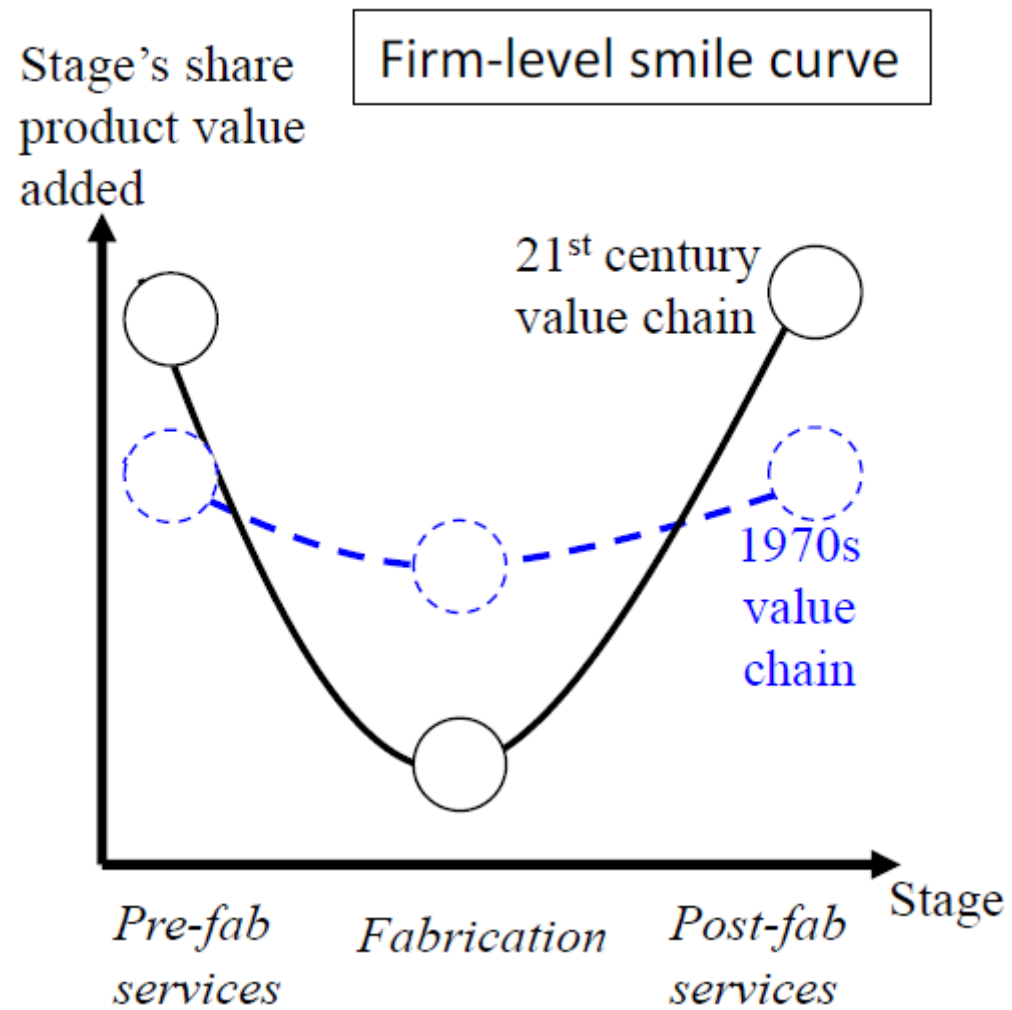 Firm-level smile curve
Stage’s share
product value
added
21st century
value chain
1970s
value
chain
Stage
Pre-fab
services
Fabrication
Post-fab
services